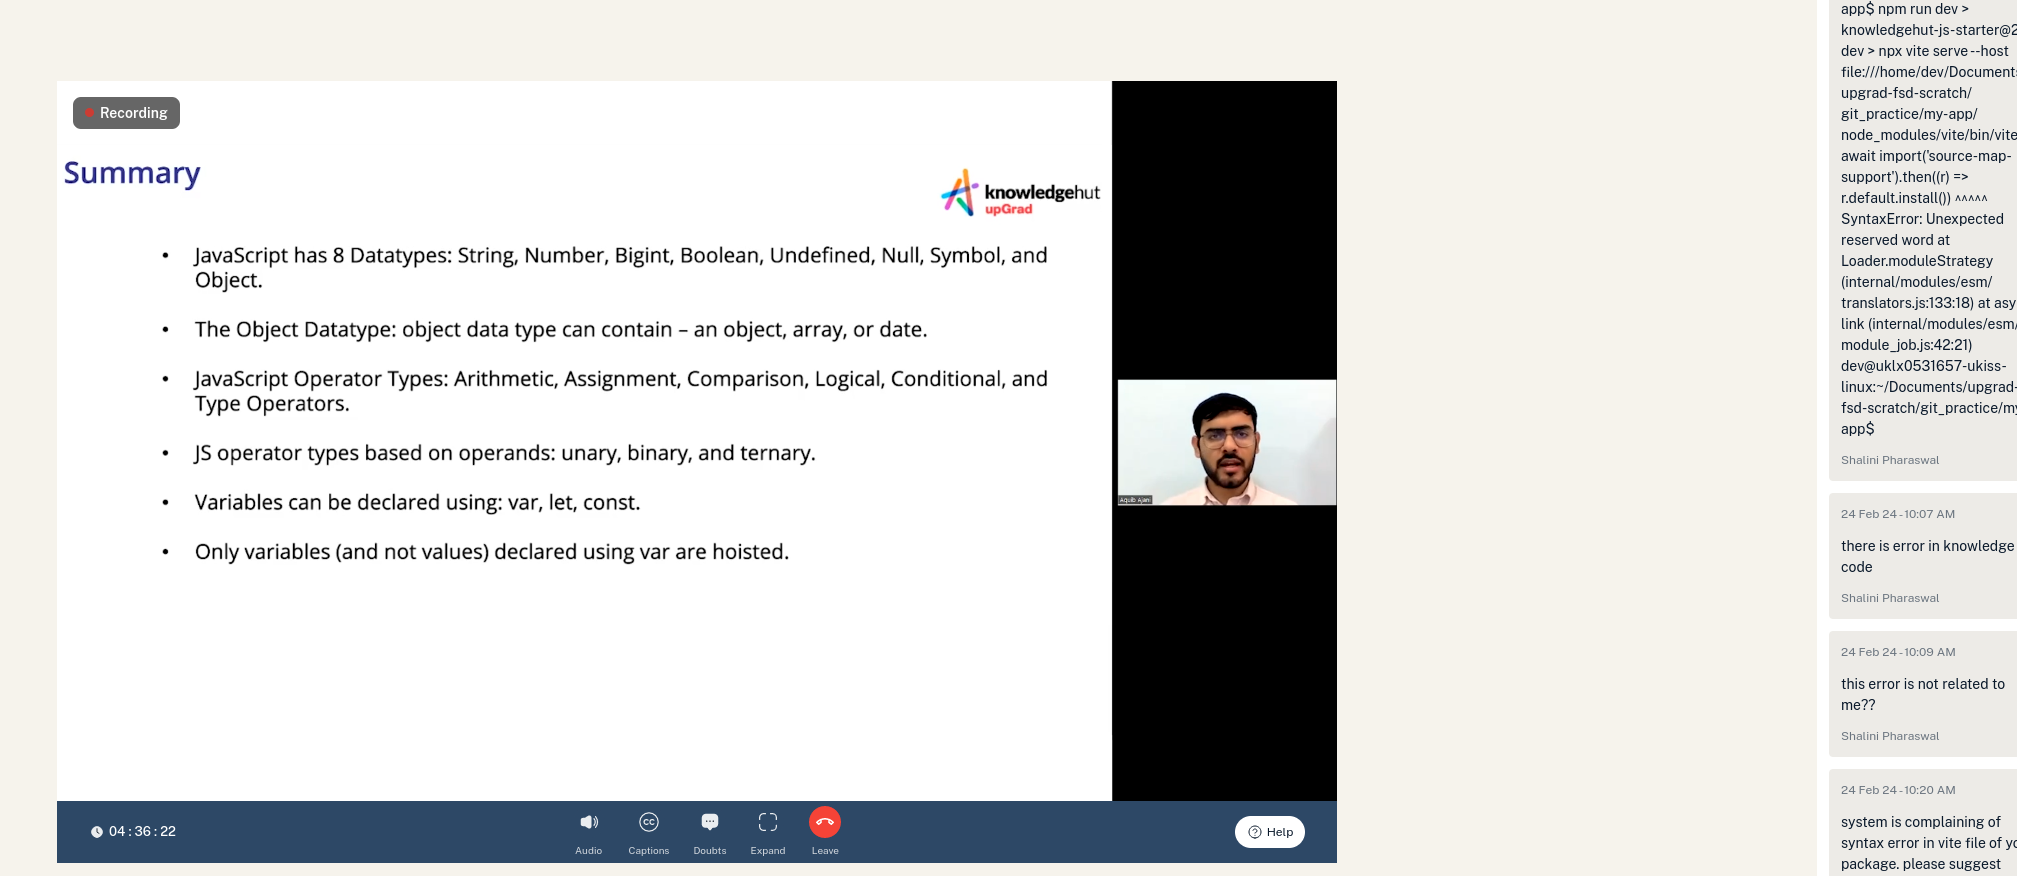 Recording
Summary
knowledgehut
upGrad
• JavaScript has 8 Datatypes: String, Number, Bigint, Boolean, Undefined, Null, Symbol, and
Object.
• The Object Datatype: object data type can contain – an object, array, or date.
• JavaScript Operator Types: Arithmetic, Assignment, Comparison, Logical, Conditional, and
Type Operators.
• JS operator types based on operands: unary, binary, and ternary.
• Variables can be declared using: var, let, const.
• Only variables (and not values) declared using var are hoisted.
Aquib Ajani
04 : 36 : 22
CC
Audio
Captions
Doubts
Expand
Leave
Help
app$ npm run dev >
knowledgehut-js-starter@2
dev > npx vite serve --host
file:///home/dev/Document
upgrad-fsd-scratch/
git_practice/my-app/
node_modules/vite/bin/vite
await import('source-map-
support').then((r) =>
r.default.install()) ^^^^^
SyntaxError: Unexpected
reserved word at
Loader.moduleStrategy
(internal/modules/esm/
translators.js:133:18) at asy
link (internal/modules/esm/
module_job.js:42:21)
dev@uklx0531657-ukiss-
linux:~/Documents/upgrad-
fsd-scratch/git_practice/my
app$
Shalini Pharaswal
24 Feb 24 - 10:07 AM
there is error in knowledge
code
Shalini Pharaswal
24 Feb 24 - 10:09 AM
this error is not related to
me??
Shalini Pharaswal
24 Feb 24 - 10:20 AM
system is complaining of
syntax error in vite file of yo
package. please suggest